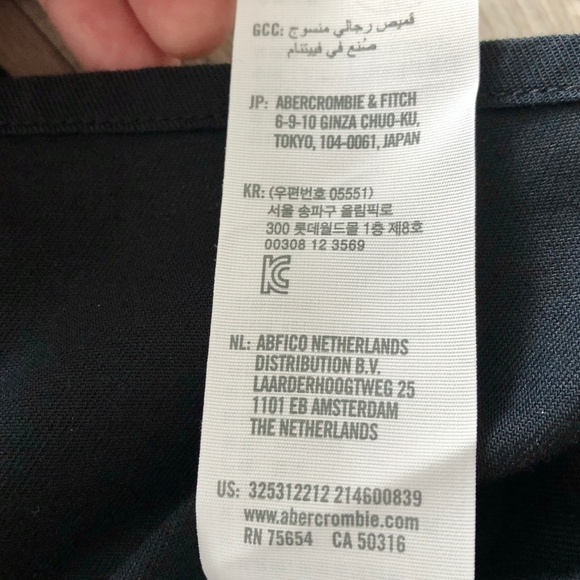 GCC: قميص رجالي منسوج
صُنع في فييتنام
JP: ABERCROMBIE & FITCH
6-9-10 GINZA CHUO-KU,
TOKYO, 104-0061, JAPAN
KR: (우편번호 05551)
서울 송파구 올림픽로
300 롯데월드몰 1층 제8호
00308 12 3569
KC
NL: ABFICO NETHERLANDS
DISTRIBUTION B.V.
LAARDERHOOGTWEG 25
1101 EB AMSTERDAM
THE NETHERLANDS
US: 325312212 214600839
www.abercrombie.com
RN 75654 CA 50316